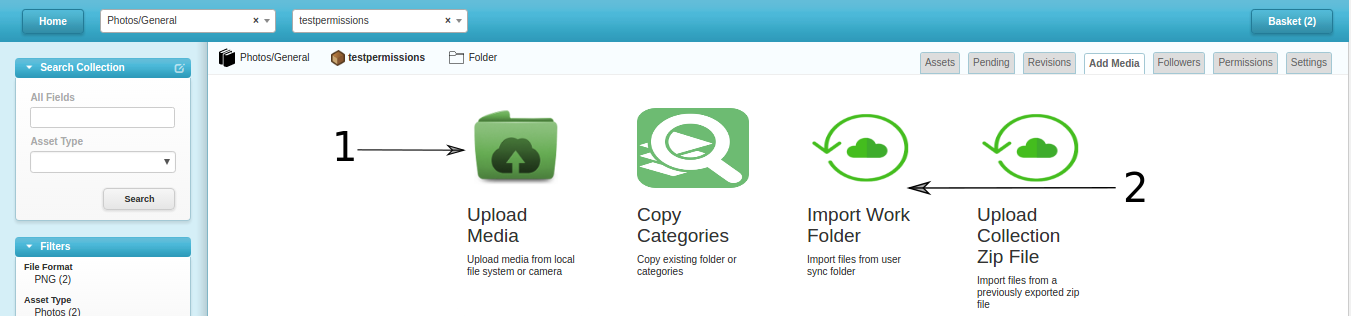 Home
Photos/General
×
testpermissions
×
Basket (2)
Search Collection
All Fields
Asset Type
Search
Filters
File Format
PNG (2)
Asset Type
Photos (2)
Photos/General
testpermissions
Folder
Assets
Pending
Revisions
Add Media
Followers
Permissions
Settings
1
2
Upload
Media
Upload media from local
file system or camera
Copy
Categories
Copy existing folder or
categories
Import Work
Folder
Import files from user
sync folder
Upload
Collection
Zip File
Import files from a
previously exported zip
file